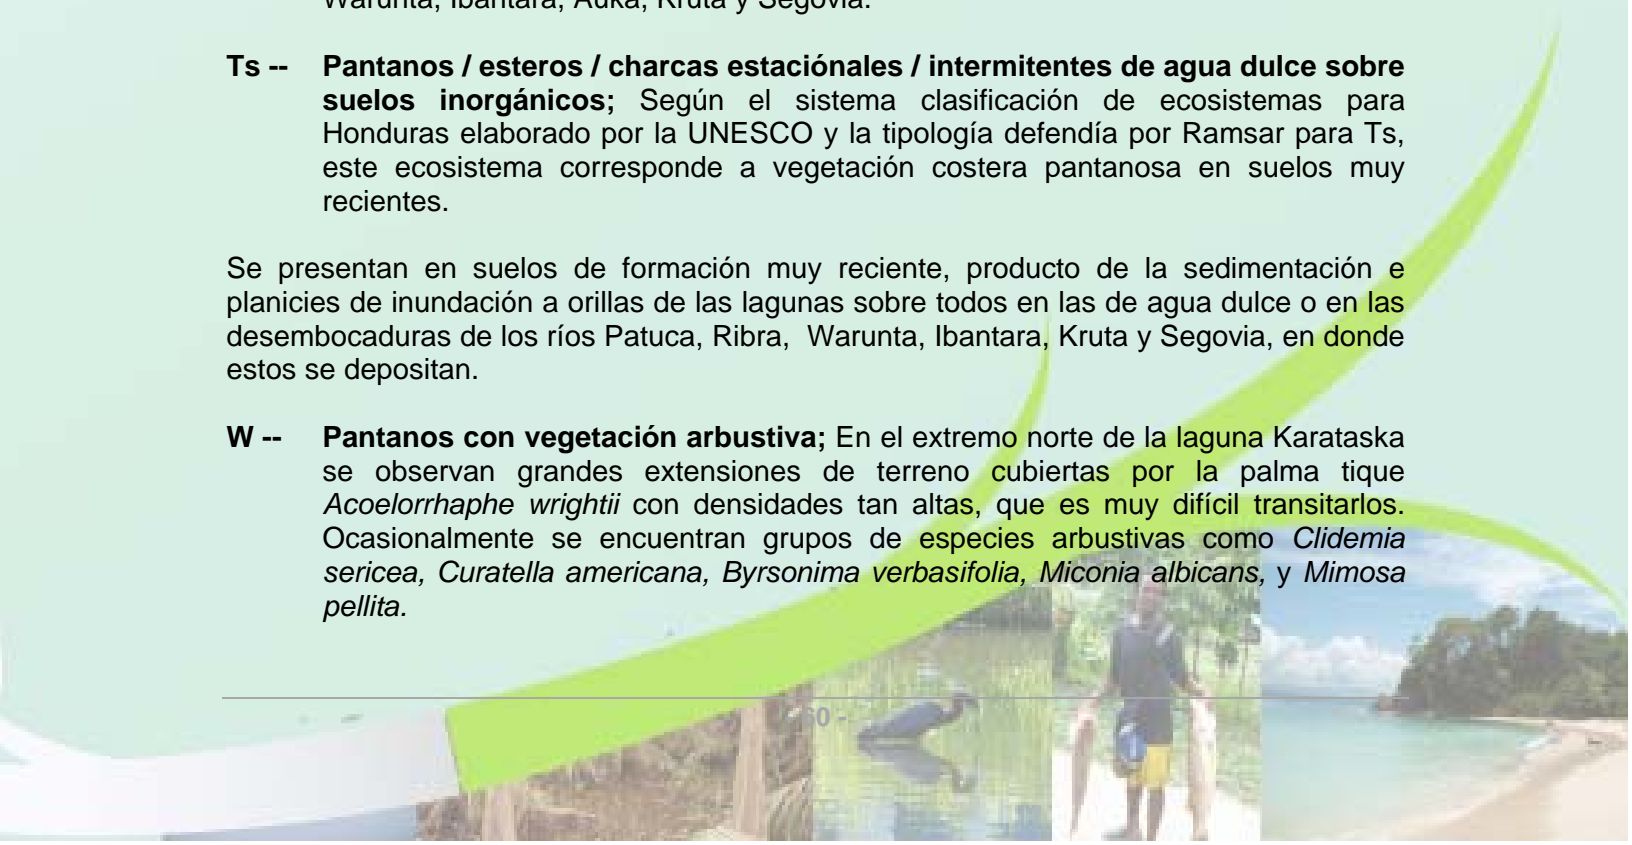 Warunta, Ibantara, Auka, Kruta y Segovia.
Ts -- Pantanos / esteros / charcas estaciónales / intermitentes de agua dulce sobre
suelos inorgánicos; Según el sistema clasificación de ecosistemas para
Honduras elaborado por la UNESCO y la tipología defendía por Ramsar para Ts,
este ecosistema corresponde a vegetación costera pantanosa en suelos muy
recientes.
Se presentan en suelos de formación muy reciente, producto de la sedimentación e
planicies de inundación a orillas de las lagunas sobre todos en las de agua dulce o en las
desembocaduras de los ríos Patuca, Ribra, Warunta, Ibantara, Kruta y Segovia, en donde
estos se depositan.
W -- Pantanos con vegetación arbustiva; En el extremo norte de la laguna Karataska
se observan grandes extensiones de terreno cubiertas por la palma tique
Acoelorrhaphe wrightii con densidades tan altas, que es muy difícil transitarlos.
Ocasionalmente se encuentran grupos de especies arbustivas como Clidemia
sericea, Curatella americana, Byrsonima verbasifolia, Miconia albicans, y Mimosa
pellita.
- 60 -